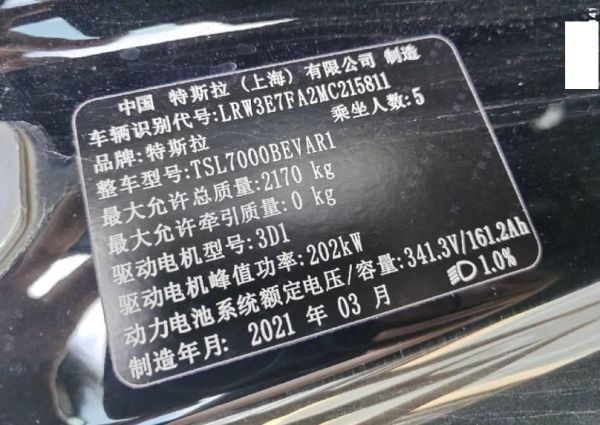 中国 特斯拉（上海）有限公司 制造
车辆识别代号:LRW3E7FA2MC215811
品牌:特斯拉 乘坐人数:5
整车型号:TSL7000BEVAR1
最大允许总质量:2170 kg
最大允许牵引质量:0 kg
驱动电机型号:3D1
驱动电机峰值功率:202kW
动力电池系统额定电压/容量:341.3V/161.2Ah
制造年月: 2021 年 03 月 1.0%
41